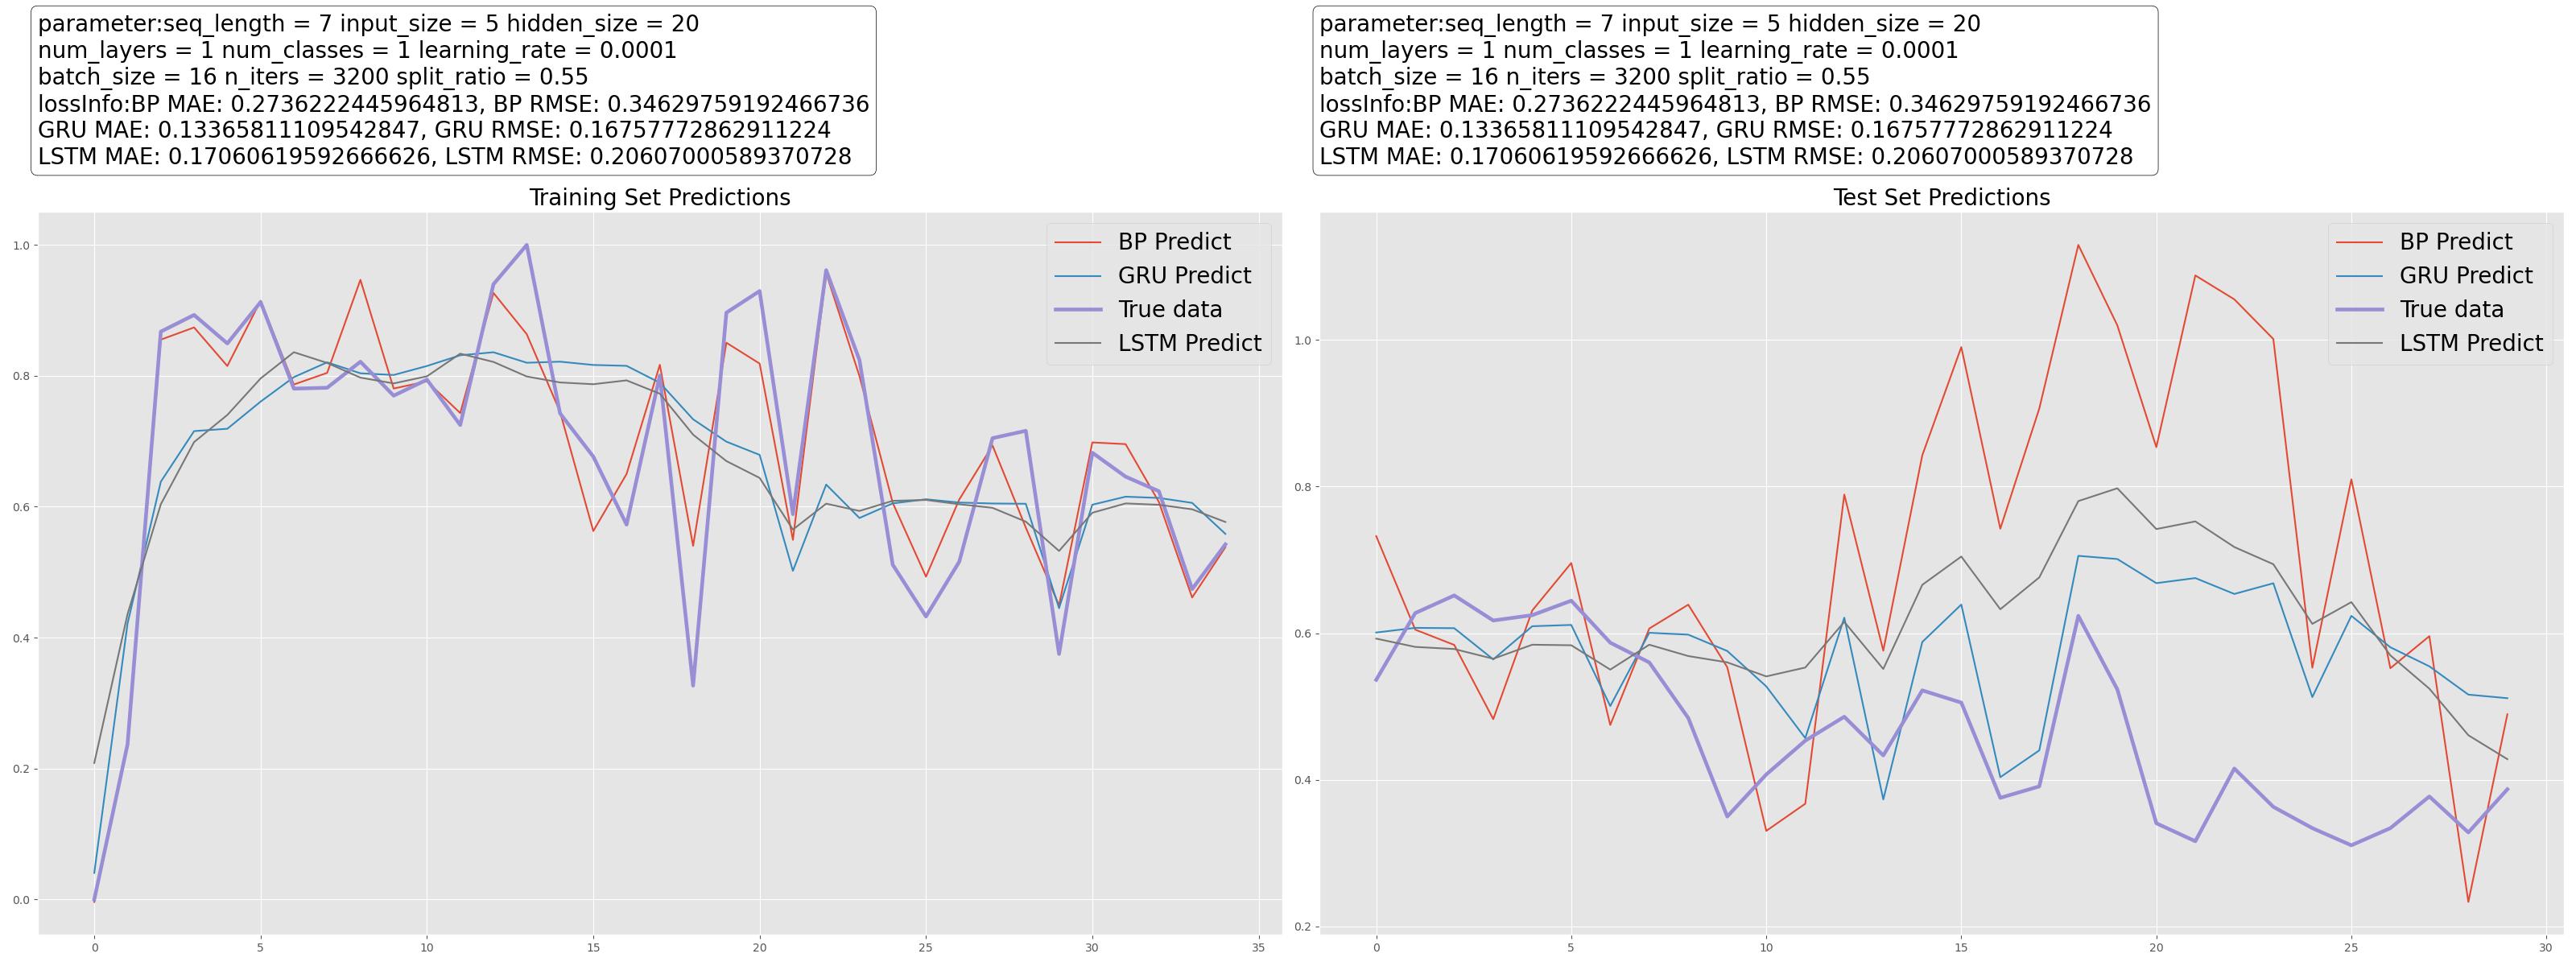 parameter:seq_length = 7 input_size = 5 hidden_size = 20
num_layers = 1 num_classes = 1 learning_rate = 0.0001
batch_size = 16 n_iters = 3200 split_ratio = 0.55
lossInfo:BP MAE: 0.2736222445964813, BP RMSE: 0.34629759192466736
GRU MAE: 0.13365811109542847, GRU RMSE: 0.16757772862911224
LSTM MAE: 0.17060619592666626, LSTM RMSE: 0.20607000589370728
Training Set Predictions
BP Predict
GRU Predict
True data
LSTM Predict
1.0
0.8
0.6
0.4
0.2
0.0
0 5 10 15 20 25 30 35
parameter:seq_length = 7 input_size = 5 hidden_size = 20
num_layers = 1 num_classes = 1 learning_rate = 0.0001
batch_size = 16 n_iters = 3200 split_ratio = 0.55
lossInfo:BP MAE: 0.2736222445964813, BP RMSE: 0.34629759192466736
GRU MAE: 0.13365811109542847, GRU RMSE: 0.16757772862911224
LSTM MAE: 0.17060619592666626, LSTM RMSE: 0.20607000589370728
Test Set Predictions
BP Predict
GRU Predict
True data
LSTM Predict
1.0
0.8
0.6
0.4
0.2
0 5 10 15 20 25 30